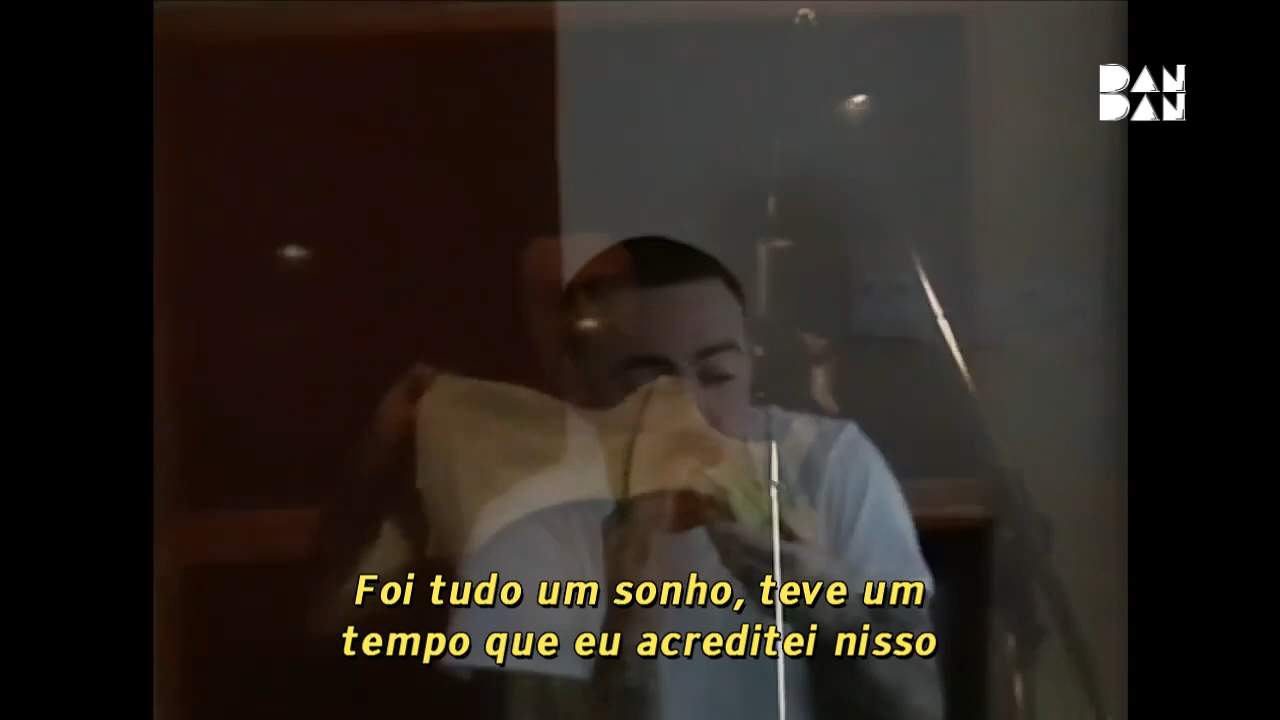 DAN
DAN
Foi tudo um sonho, teve um
tempo que eu acreditei nisso